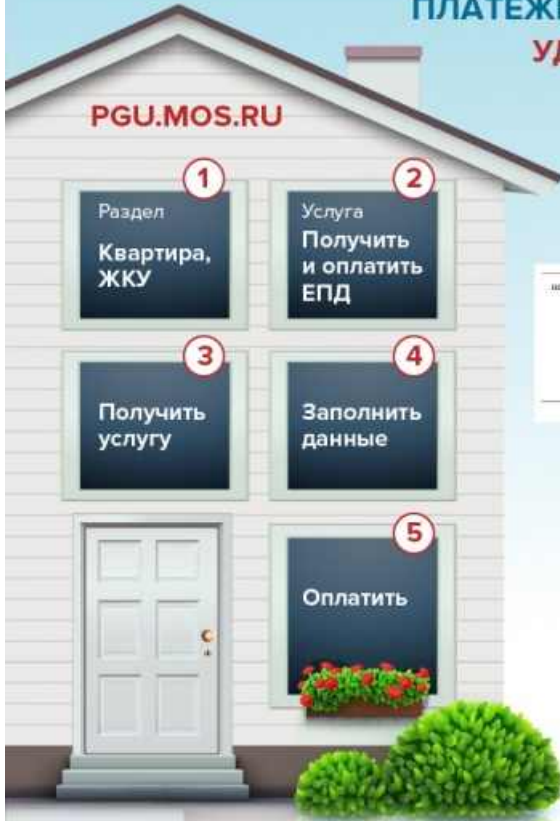 PGU.MOS.RU
1
Раздел
Квартира,
ЖКУ
2
Услуга
Получить
и оплатить
ЕПД
3
Получить
услугу
4
Заполнить
данные
5
Оплатить